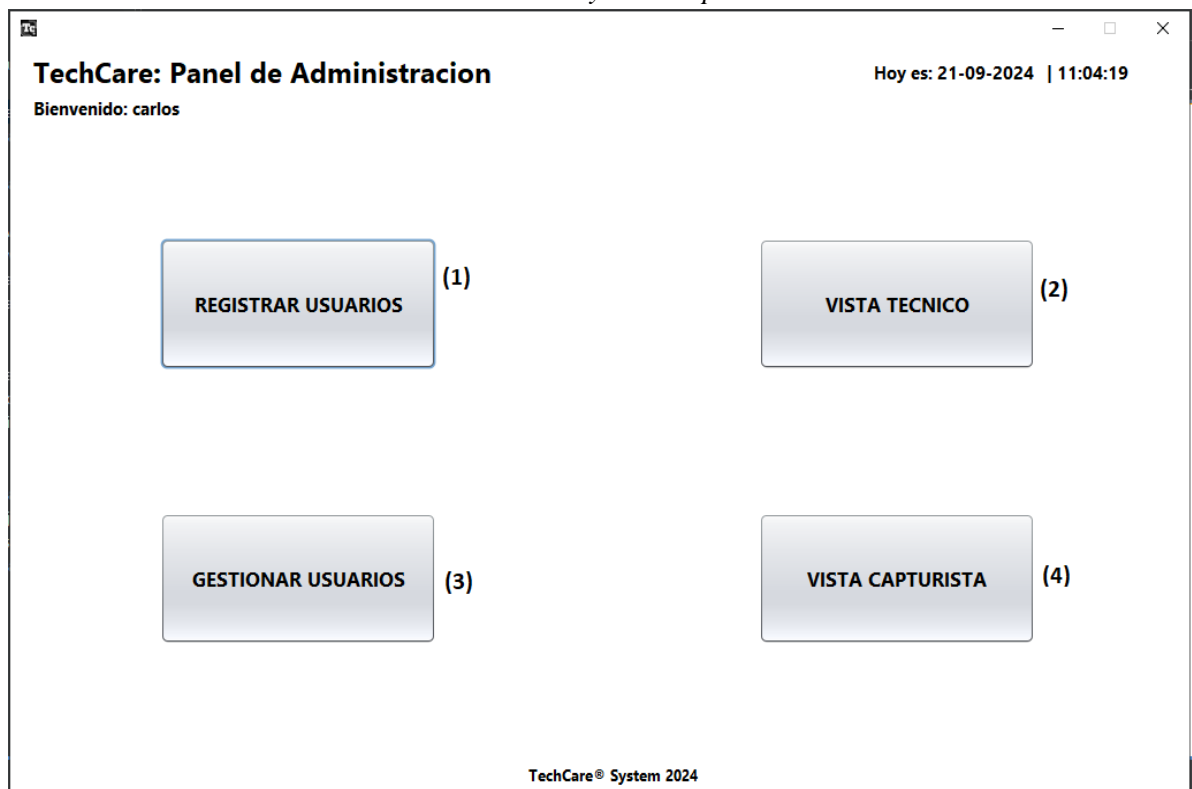 Tc
TechCare: Panel de Administracion
Hoy es: 21-09-2024 | 11:04:19
Bienvenido: carlos
REGISTRAR USUARIOS (1)
VISTA TECNICO (2)
GESTIONAR USUARIOS (3)
VISTA CAPTURISTA (4)
TechCare® System 2024